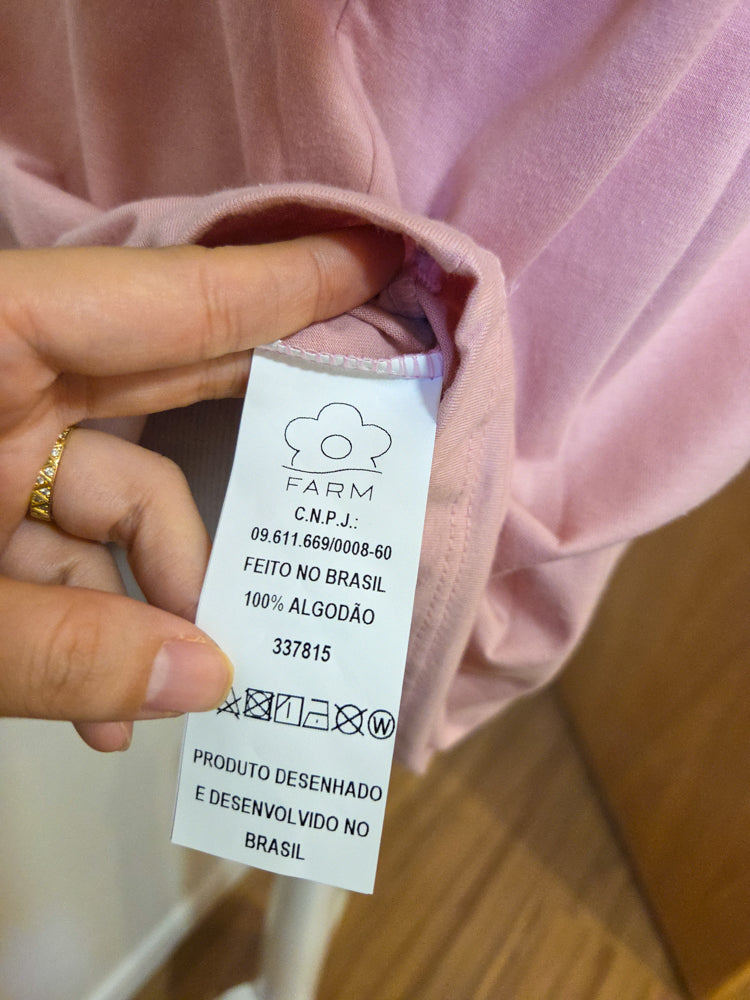 FARM
C.N.P.J.:
09.611.669/0008-60
FEITO NO BRASIL
100% ALGODÃO
337815
W
PRODUTO DESENHADO
E DESENVOLVIDO NO
BRASIL